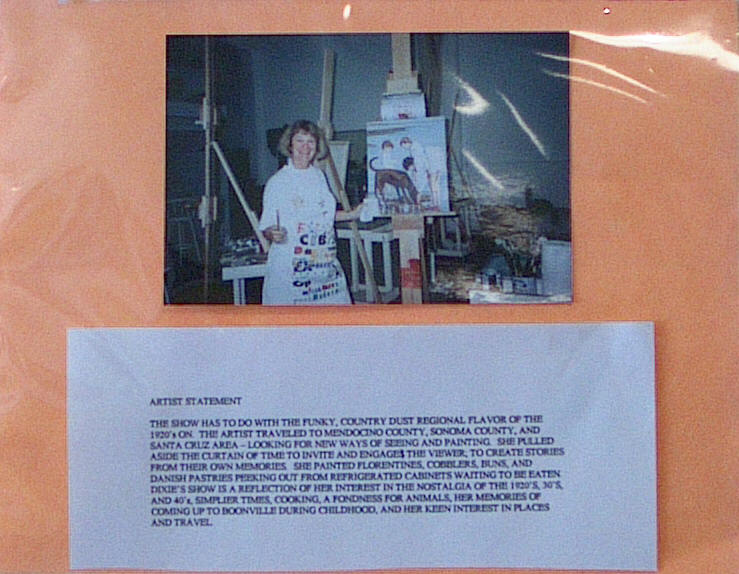 ARTIST STATEMENT
THE SHOW HAS TO DO WITH THE FUNKY, COUNTRY DUST REGIONAL FLAVOR OF THE
1920's ON. THE ARTIST TRAVELED TO MENDOCINO COUNTY, SONOMA COUNTY, AND
SANTA CRUZ AREA – LOOKING FOR NEW WAYS OF SEEING AND PAINTING. SHE PULLED
ASIDE THE CURTAIN OF TIME TO INVITE AND ENGAGES THE VIEWER, TO CREATE STORIES
FROM THEIR OWN MEMORIES. SHE PAINTED FLORENTINES, COBBLERS, BUNS, AND
DANISH PASTRIES PEEKING OUT FROM REFRIGERATED CABINETS WAITING TO BE EATEN
DIXIE'S SHOW IS A REFLECTION OF HER INTEREST IN THE NOSTALGIA OF THE 1920'S, 30'S,
AND 40's, SIMPLIER TIMES, COOKING, A FONDNESS FOR ANIMALS, HER MEMORIES OF
COMING UP TO BOONVILLE DURING CHILDHOOD, AND HER KEEN INTEREST IN PLACES
AND TRAVEL.